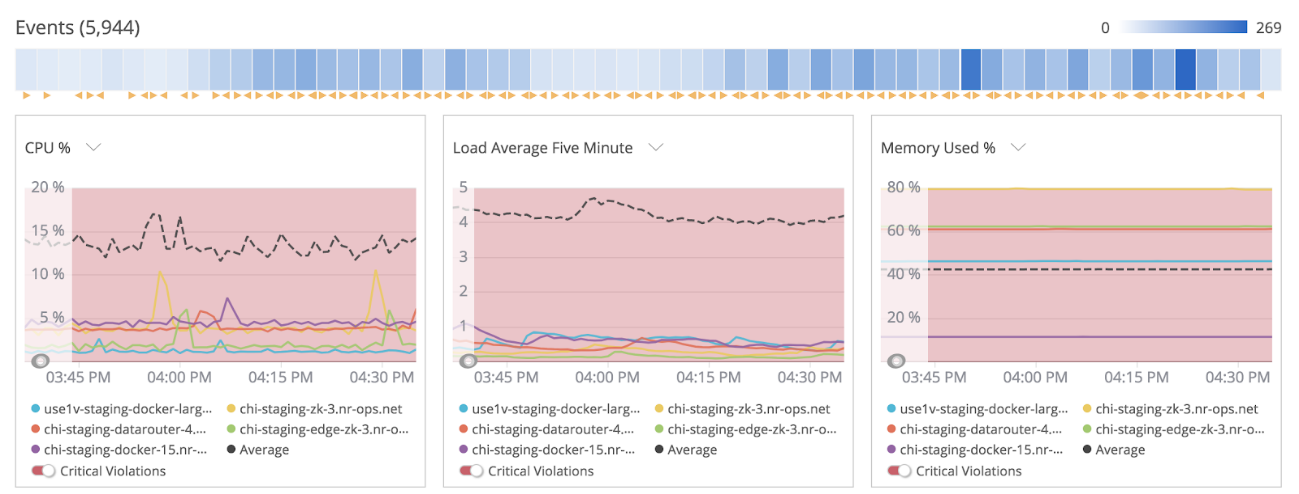 Events (5,944)
0 269
CPU %
20 %
15 %
10 %
5 %
03:45 PM 04:00 PM 04:15 PM 04:30 PM
use1v-staging-docker-larg... chi-staging-zk-3.nr-ops.net
chi-staging-datarouter-4.... chi-staging-edge-zk-3.nr-o...
chi-staging-docker-15.nr-... Average
Critical Violations
Load Average Five Minute
5
4
3
2
1
03:45 PM 04:00 PM 04:15 PM 04:30 PM
use1v-staging-docker-larg... chi-staging-zk-3.nr-ops.net
chi-staging-datarouter-4.... chi-staging-edge-zk-3.nr-o...
chi-staging-docker-15.nr-... Average
Critical Violations
Memory Used %
80 %
60 %
40 %
20 %
03:45 PM 04:00 PM 04:15 PM 04:30 PM
use1v-staging-docker-larg... chi-staging-zk-3.nr-ops.net
chi-staging-datarouter-4.... chi-staging-edge-zk-3.nr-o...
chi-staging-docker-15.nr-... Average
Critical Violations